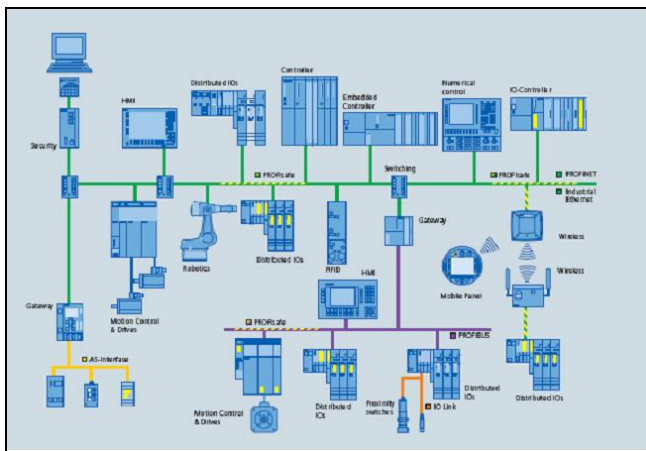 Controller
Distributed IOs
Numerical
control
IO-Controller
HMI
Embedded
Controller
Security
PROFIsafe
Switching
PROFIsafe
PROFINET
Industrial
Ethernet
Gateway
Wireless
Robotics
Distributed IOs
RFID
HMI
Mobile Panel
Wireless
Gateway
Motion Control
& Drives
PROFIsafe
PROFIBUS
AS-Interface
Motion Control
& Drives
Distributed
IOs
Proximity
switches
IO Link
Distributed
IOs
Distributed IOs